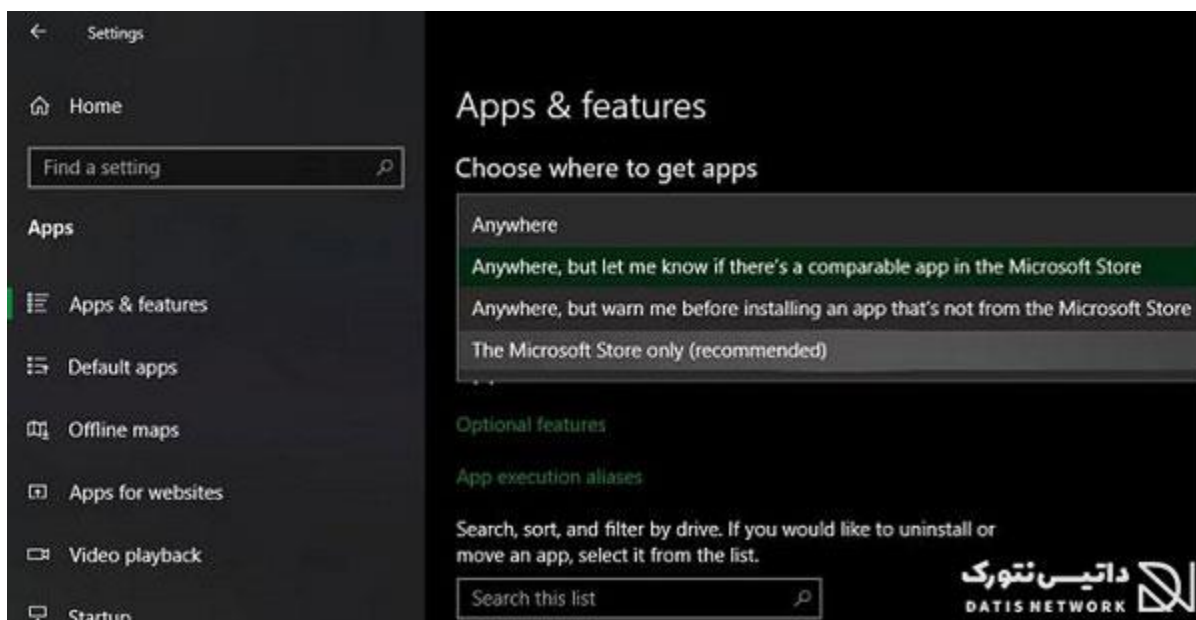 Settings
Home
Find a setting
Apps
Apps & features
Default apps
Offline maps
Apps for websites
Video playback
Startup
Apps & features
Choose where to get apps
Anywhere
Anywhere, but let me know if there's a comparable app in the Microsoft Store
Anywhere, but warn me before installing an app that's not from the Microsoft Store
The Microsoft Store only (recommended)
Optional features
App execution aliases
Search, sort, and filter by drive. If you would like to uninstall or
move an app, select it from the list.
Search this list
داتیس نتورک
DATIS NETWORK